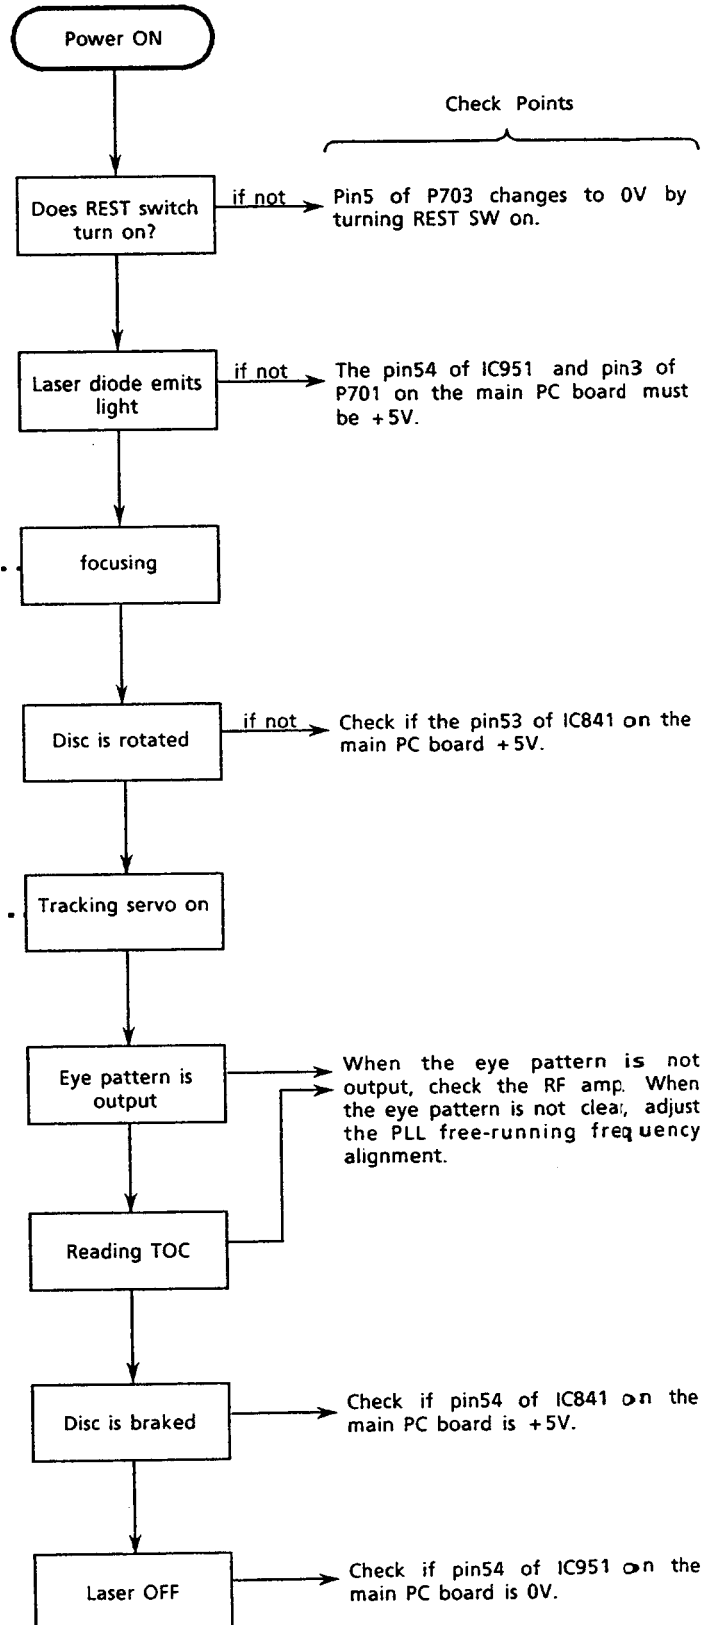 Power ON
Check Points
Does REST switch
turn on?
if not
Pin5 of P703 changes to 0V by
turning REST SW on.
Laser diode emits
light
if not
The pin54 of IC951 and pin3 of
P701 on the main PC board must
be +5V.
focusing
Disc is rotated
if not
Check if the pin53 of IC841 on the
main PC board +5V.
Tracking servo on
Eye pattern is
output
When the eye pattern is not
output, check the RF amp. When
the eye pattern is not clear, adjust
the PLL free-running frequency
alignment.
Reading TOC
Disc is braked
Check if pin54 of IC841 on the
main PC board is +5V.
Laser OFF
Check if pin54 of IC951 on the
main PC board is 0V.